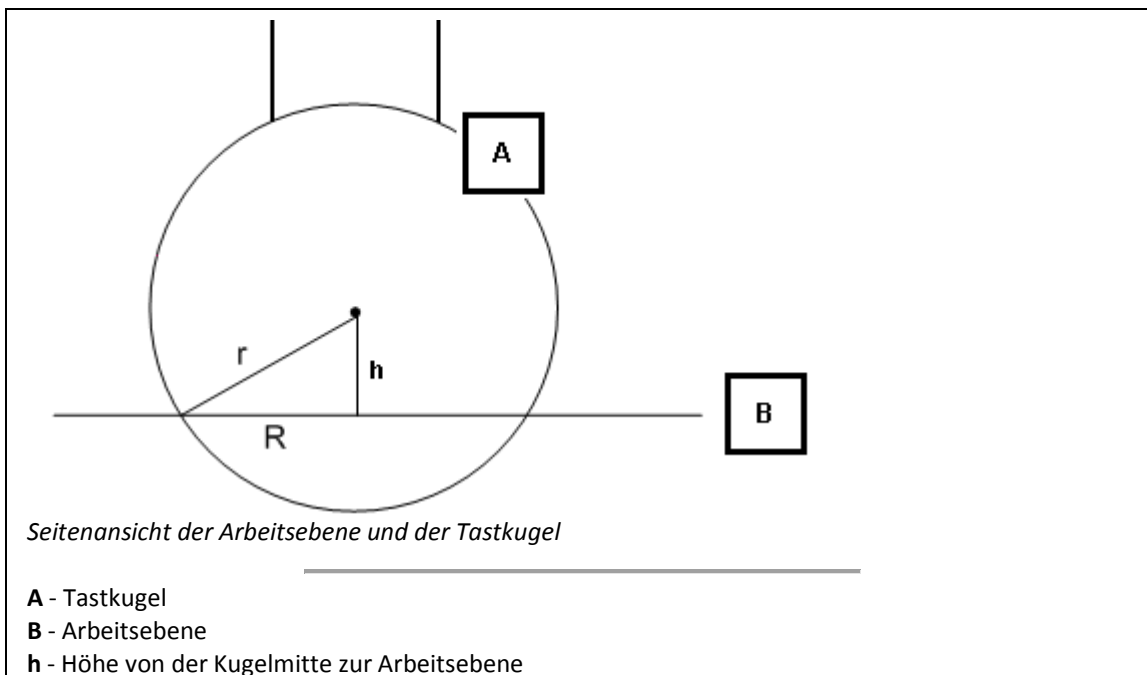 A
r
h
B
R
Seitenansicht der Arbeitsebene und der Tastkugel
A - Tastkugel
B - Arbeitsebene
h - Höhe von der Kugelmitte zur Arbeitsebene